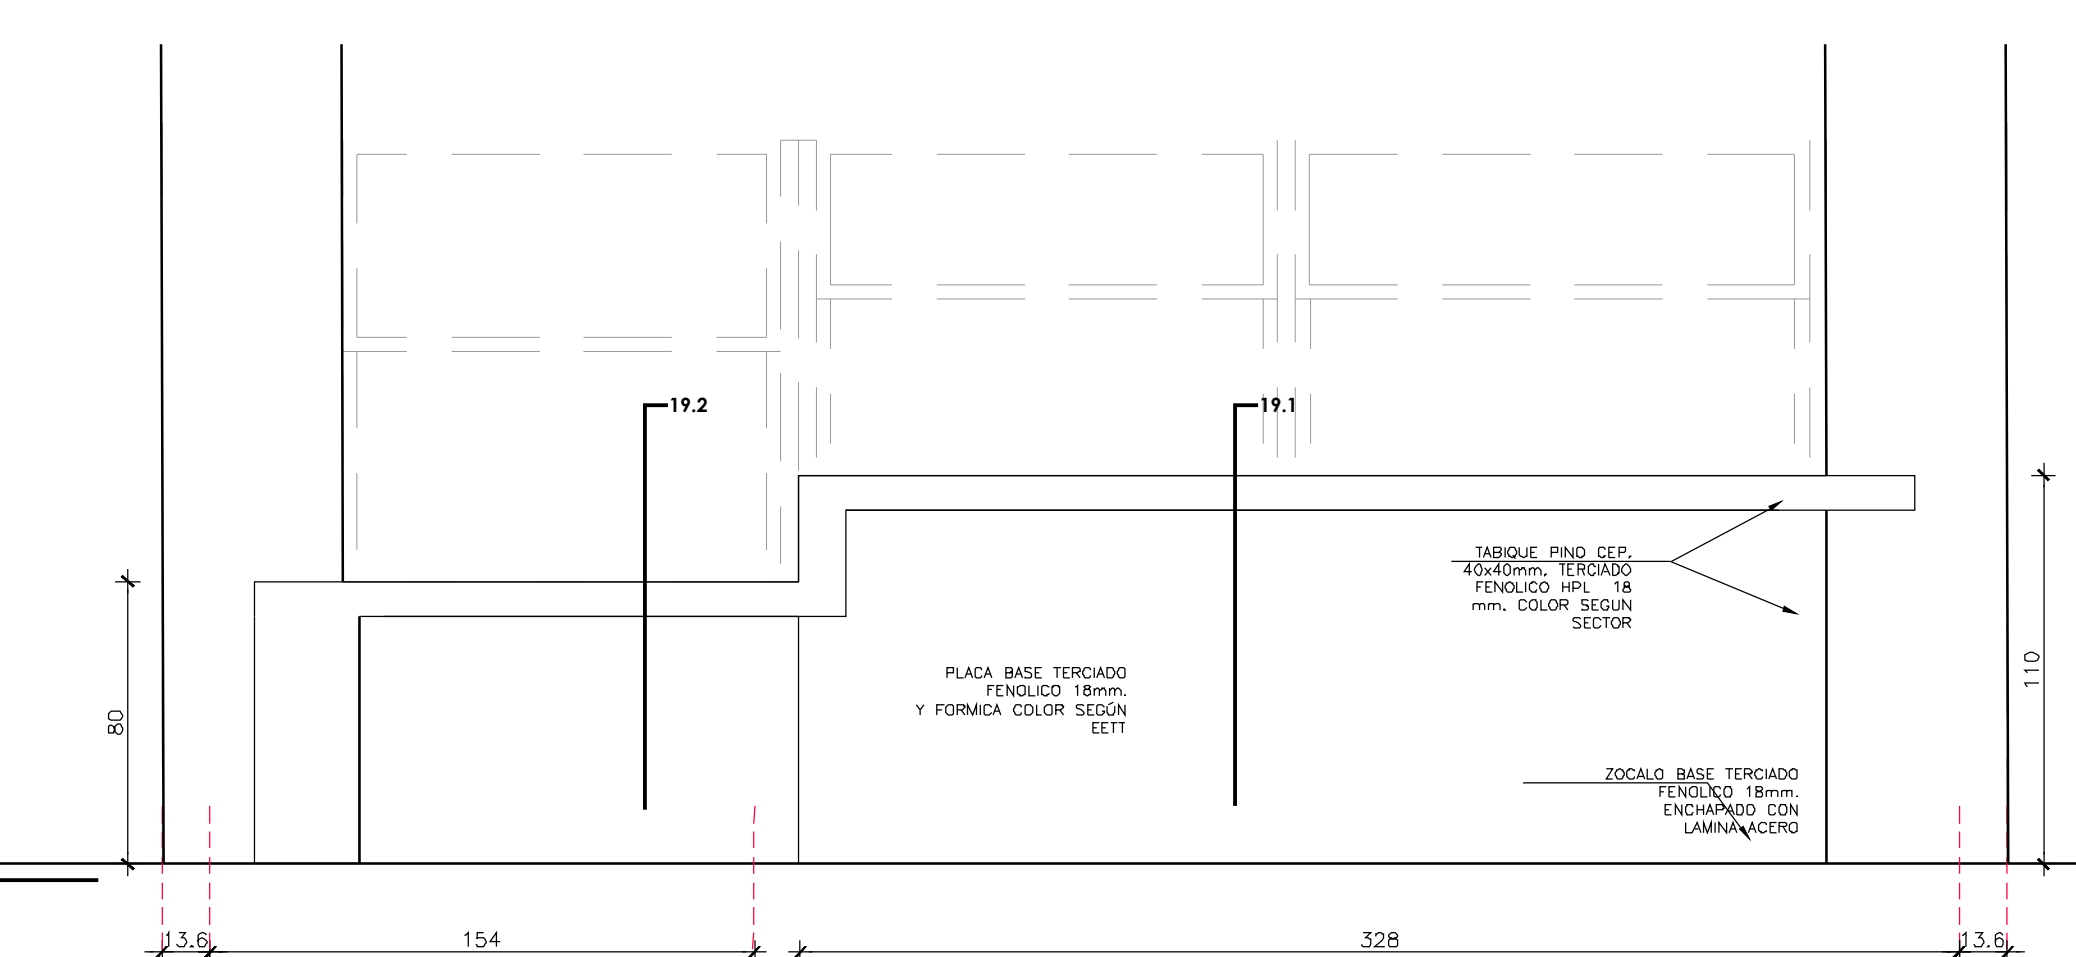 19.2
19.1
TABIQUE PINO CEP.
40x40mm. TERCIADO
FENOLICO HPL 18
mm. COLOR SEGUN
SECTOR
PLACA BASE TERCIADO
FENOLICO 18mm.
Y FORMICA COLOR SEGÚN
EETT
110
80
ZOCALO BASE TERCIADO
FENOLICO 18mm.
ENCHAPADO CON
LAMINA ACERO
13.6
154
328
13.6